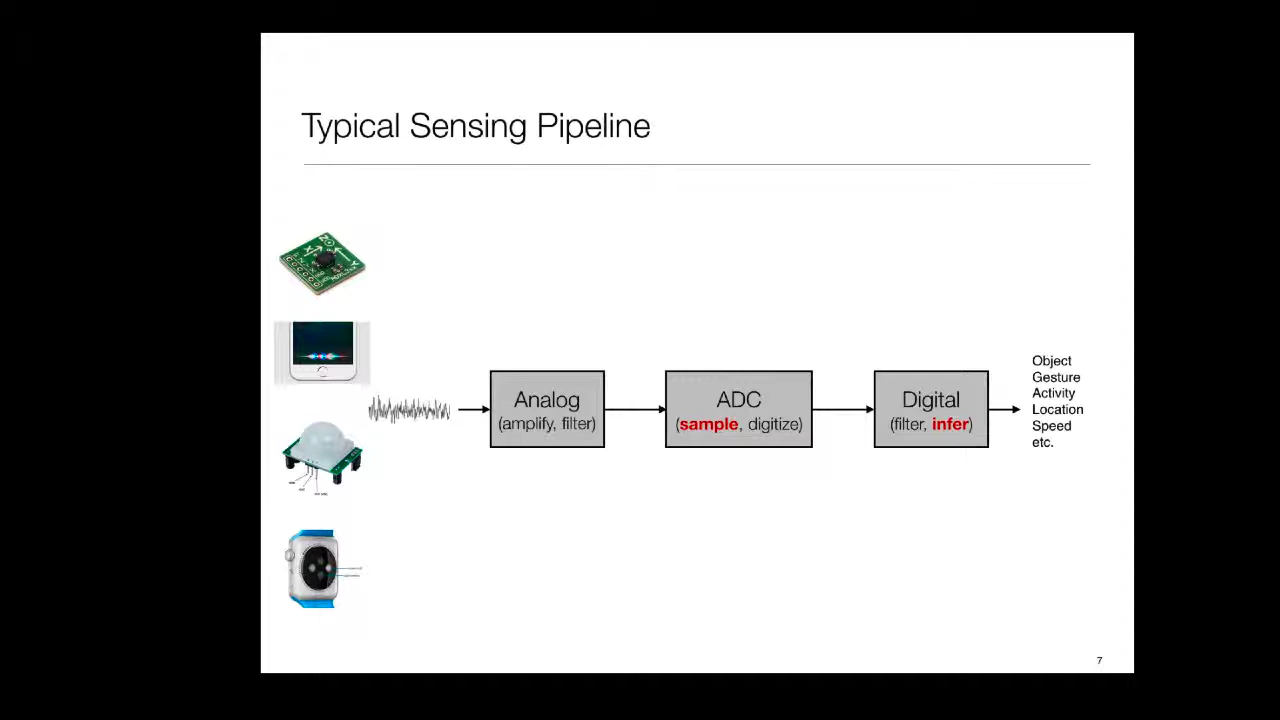 Typical Sensing Pipeline
Analog
(amplify, filter)
ADC
(sample, digitize)
Digital
(filter, infer)
Object
Gesture
Activity
Location
Speed
etc.
7